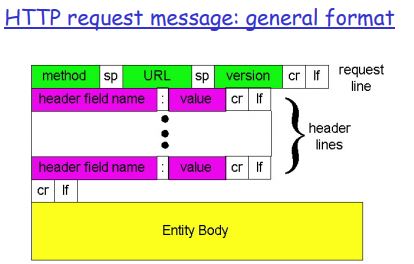 HTTP request message: general format
method sp URL sp version cr lf request line
header field name : value cr lf
header lines
header field name : value cr lf
cr lf
Entity Body